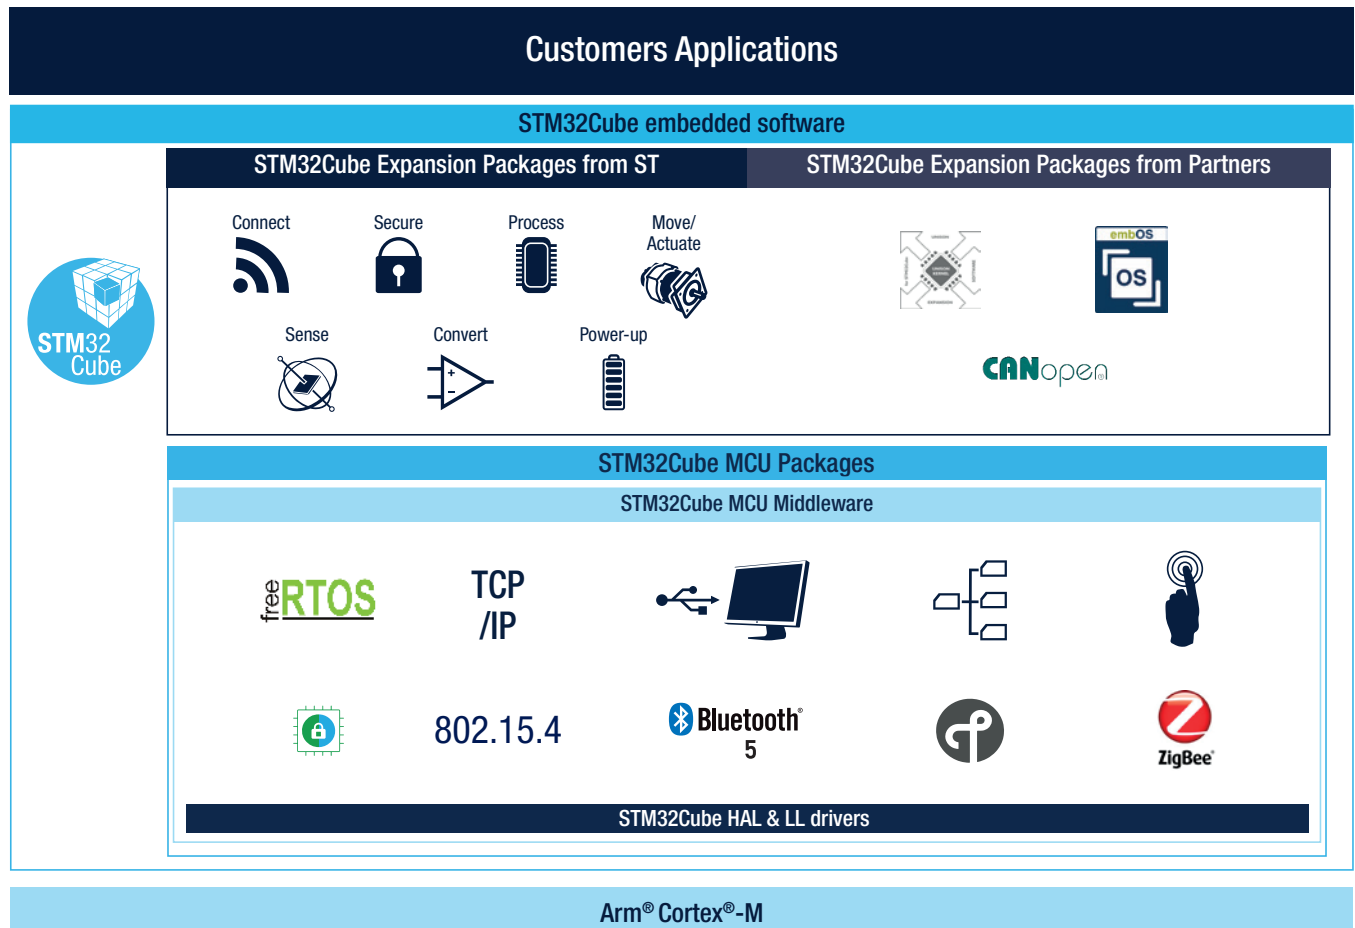 Customers Applications
STM32Cube embedded software
STM32Cube Expansion Packages from ST
STM32Cube Expansion Packages from Partners
Connect
Secure
Process
Move/
Actuate
embOS
OS
STM32
Cube
Sense
Convert
Power-up
CANopen®
STM32Cube MCU Packages
STM32Cube MCU Middleware
free RTOS
TCP
/IP
802.15.4
Bluetooth®
5
ZigBee®
STM32Cube HAL & LL drivers
Arm® Cortex®-M